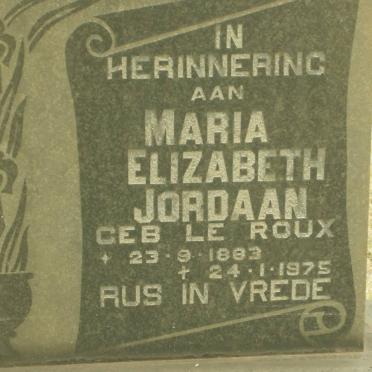 IN
HERINNERING
AAN
MARIA
ELIZABETH
JORDAAN
GEB LE ROUX
* 23·9·1883
† 24·1·1975
RUS IN VREDE